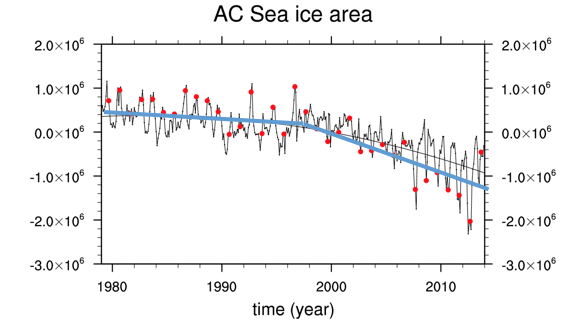 AC Sea ice area
2.0×10⁶ 2.0×10⁶
1.0×10⁶ 1.0×10⁶
0.0×10⁶ 0.0×10⁶
-1.0×10⁶ -1.0×10⁶
-2.0×10⁶ -2.0×10⁶
-3.0×10⁶ -3.0×10⁶
1980 1990 2000 2010
time (year)